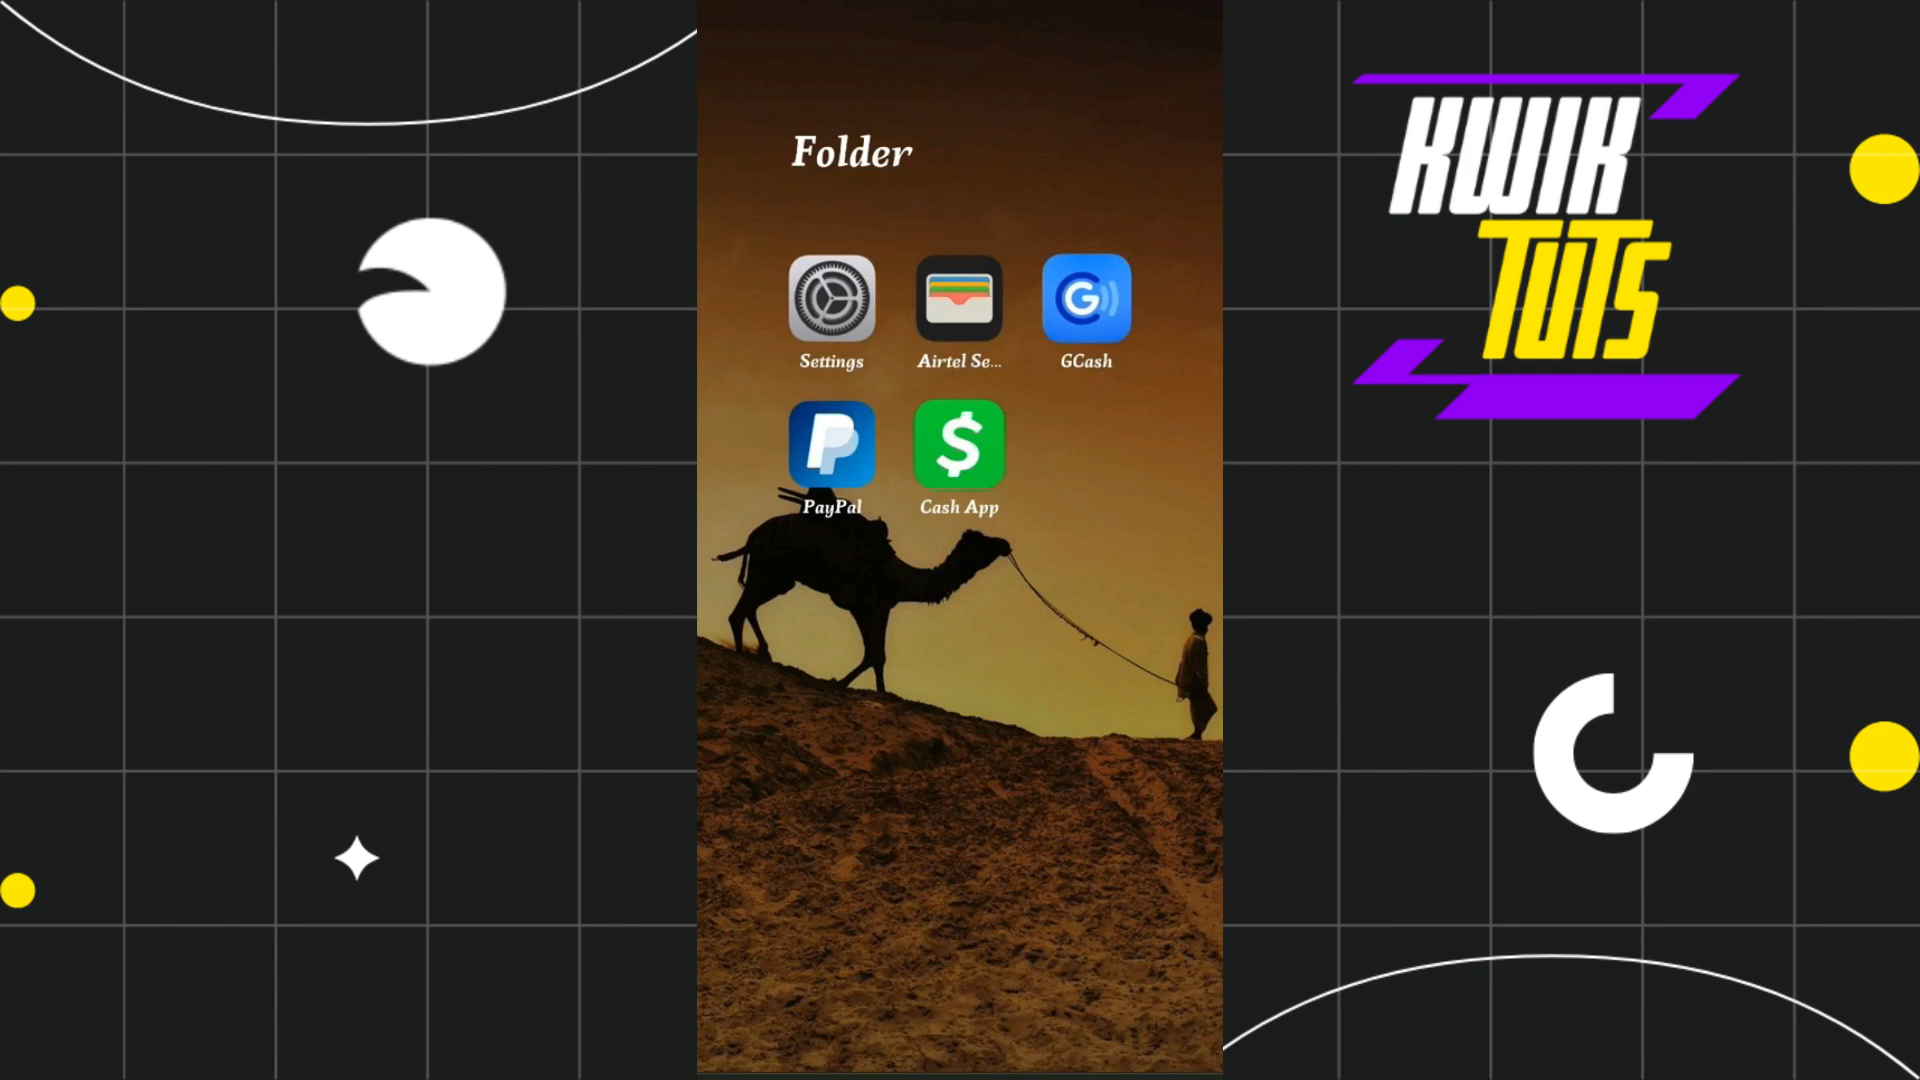 Folder
Settings
Airtel Se...
GCash
PayPal
Cash App
KWIK
TUTS